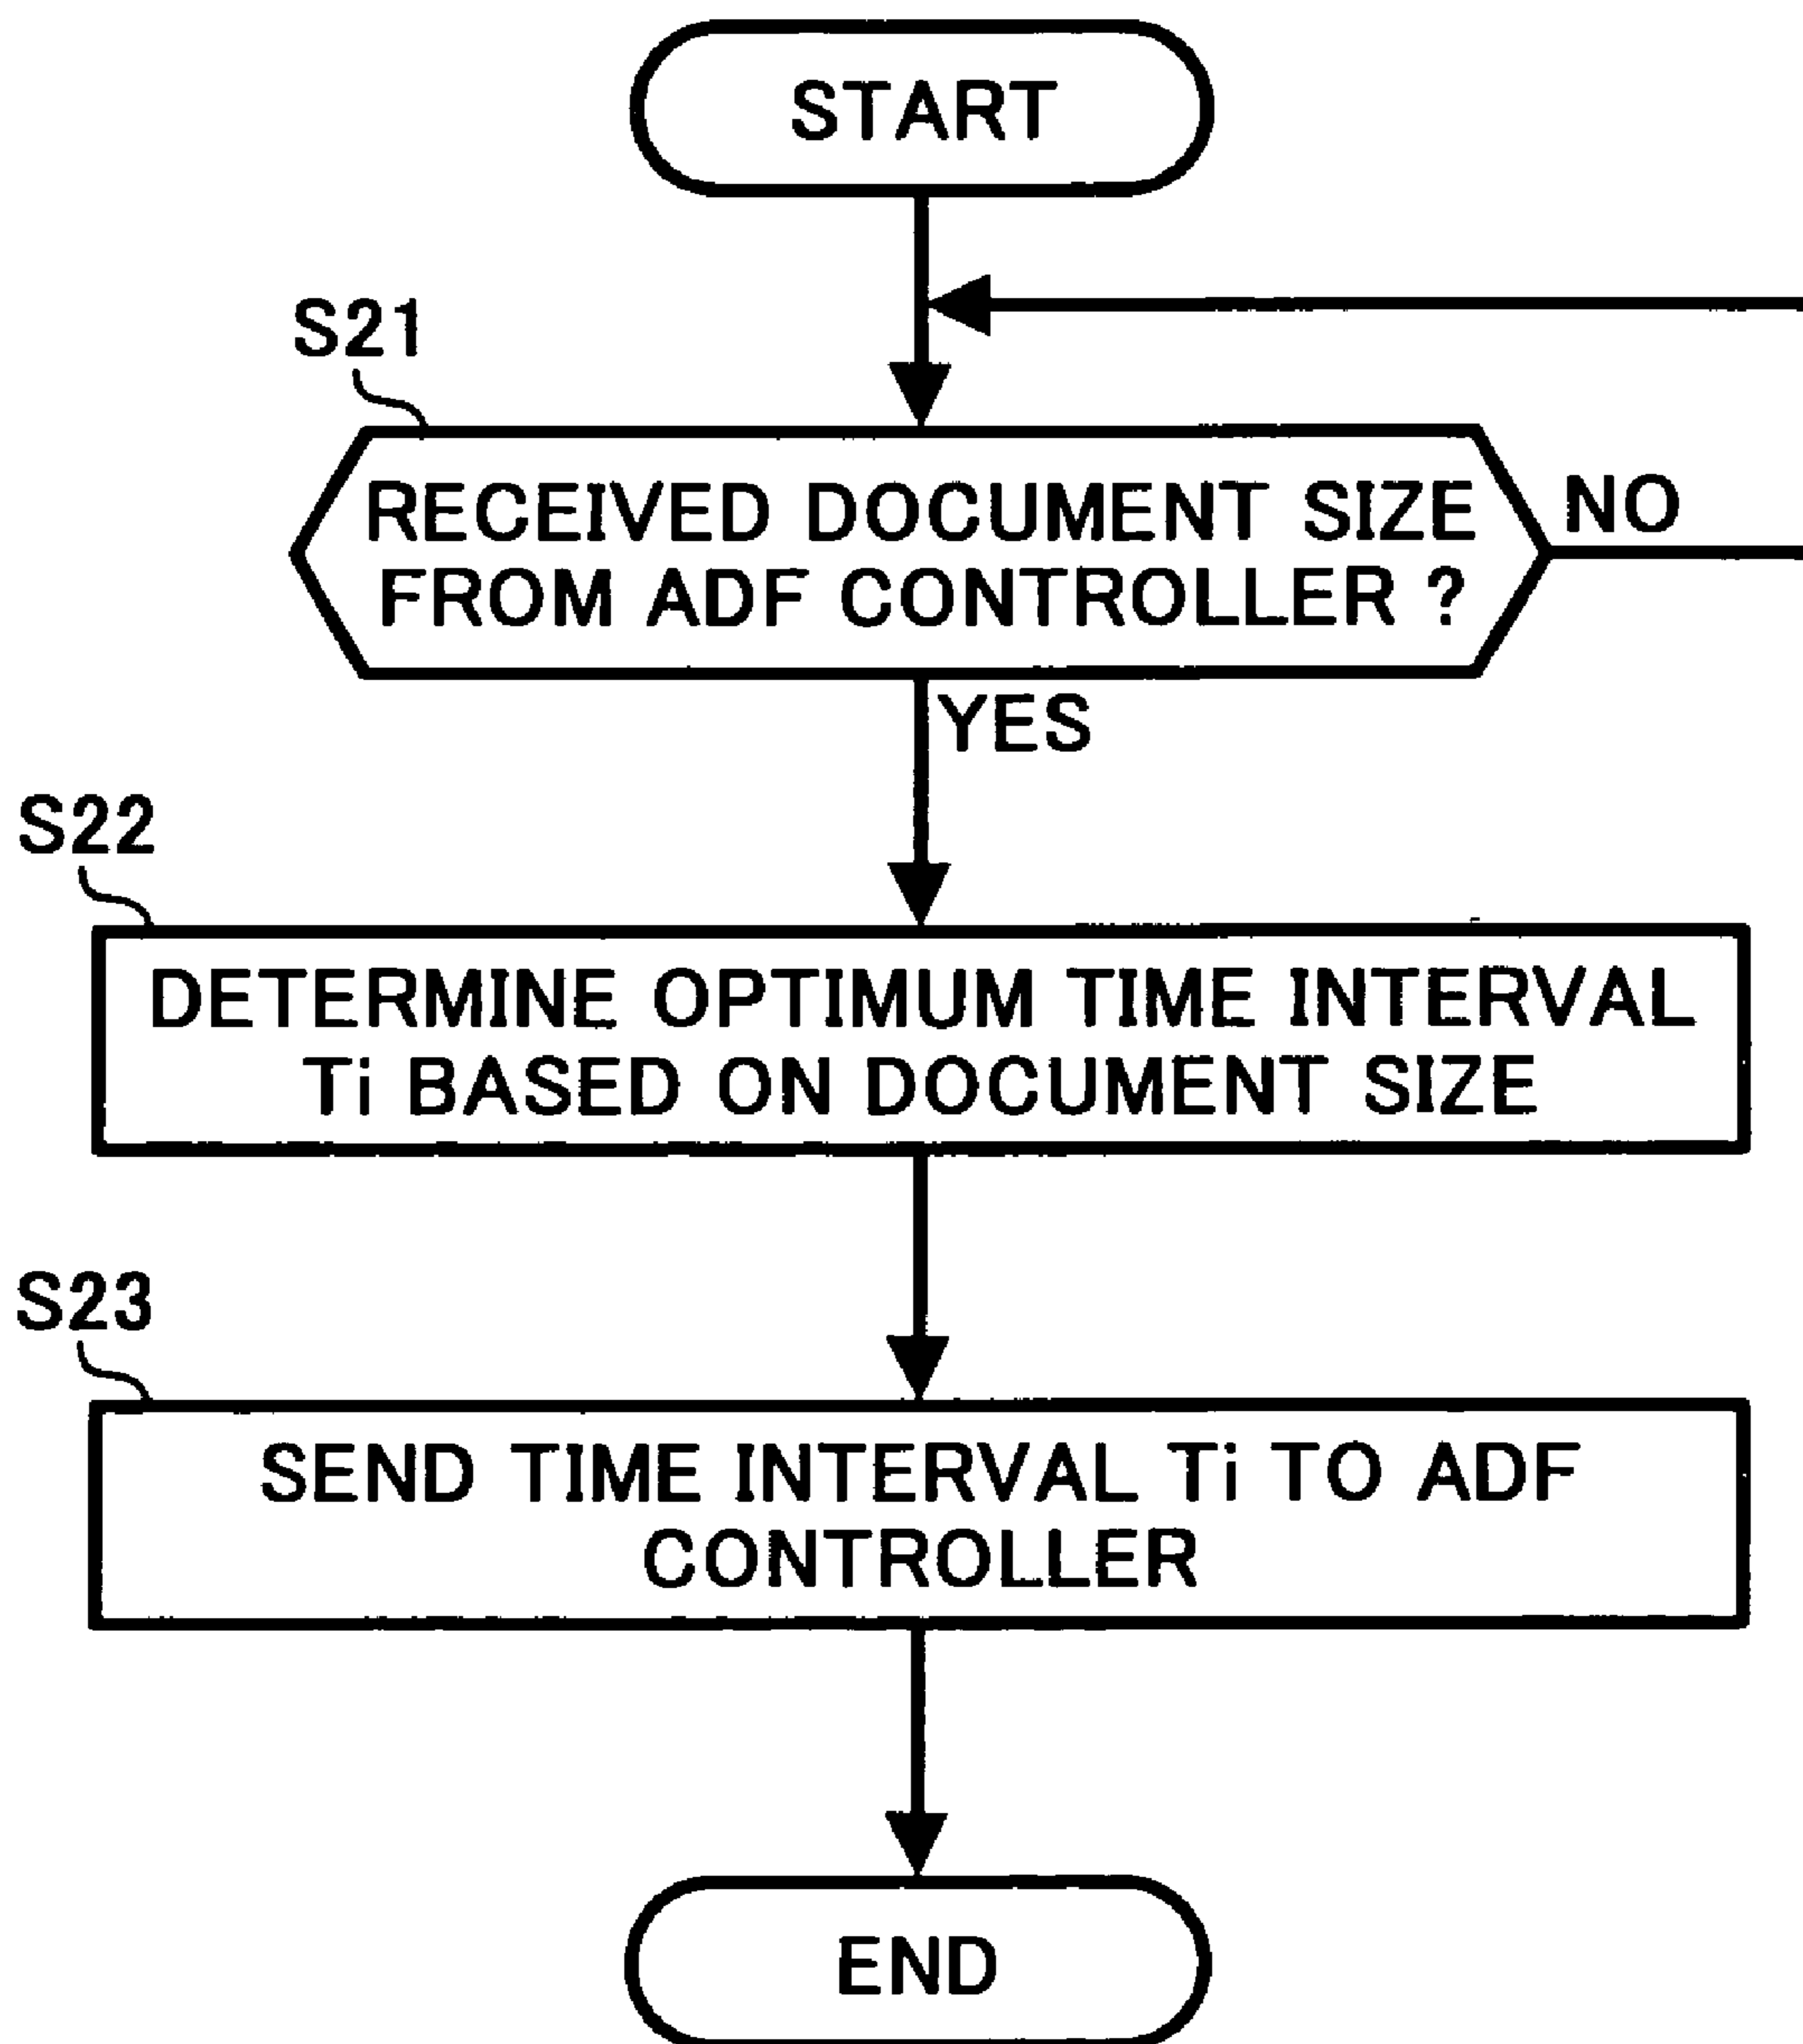 START
S21
RECEIVED DOCUMENT SIZE
FROM ADF CONTROLLER ?
NO
YES
S22
DETERMINE OPTIMUM TIME INTERVAL
Ti BASED ON DOCUMENT SIZE
S23
SEND TIME INTERVAL Ti TO ADF
CONTROLLER
END